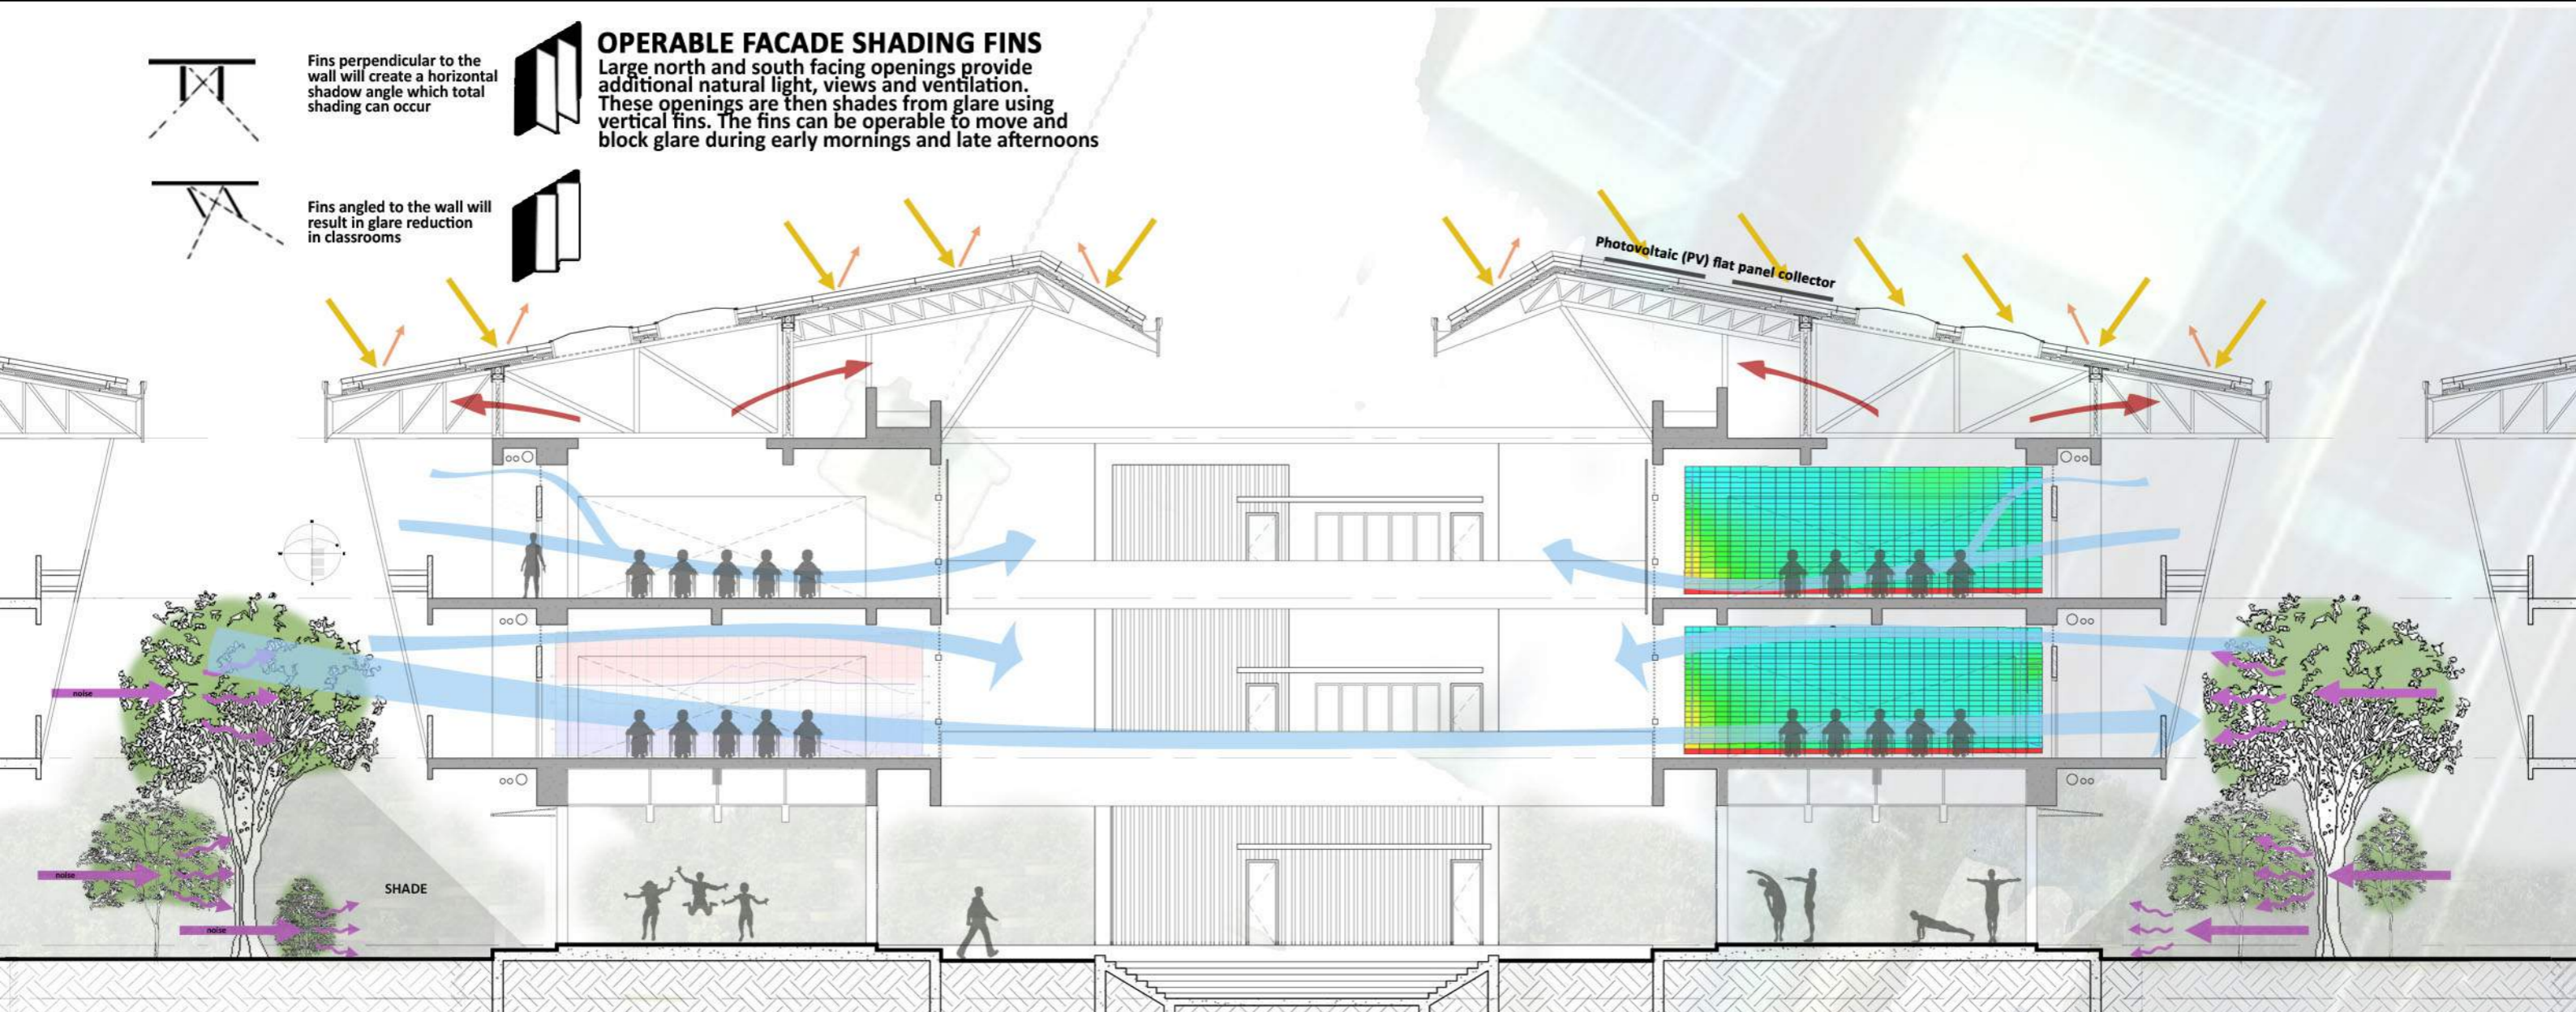 Fins perpendicular to the
wall will create a horizontal
shadow angle which total
shading can occur
OPERABLE FACADE SHADING FINS
Large north and south facing openings provide
additional natural light, views and ventilation.
These openings are then shades from glare using
vertical fins. The fins can be operable to move and
block glare during early mornings and late afternoons
Fins angled to the wall will
result in glare reduction
in classrooms
Photovoltaic (PV) flat panel collector
noise
noise
SHADE
noise